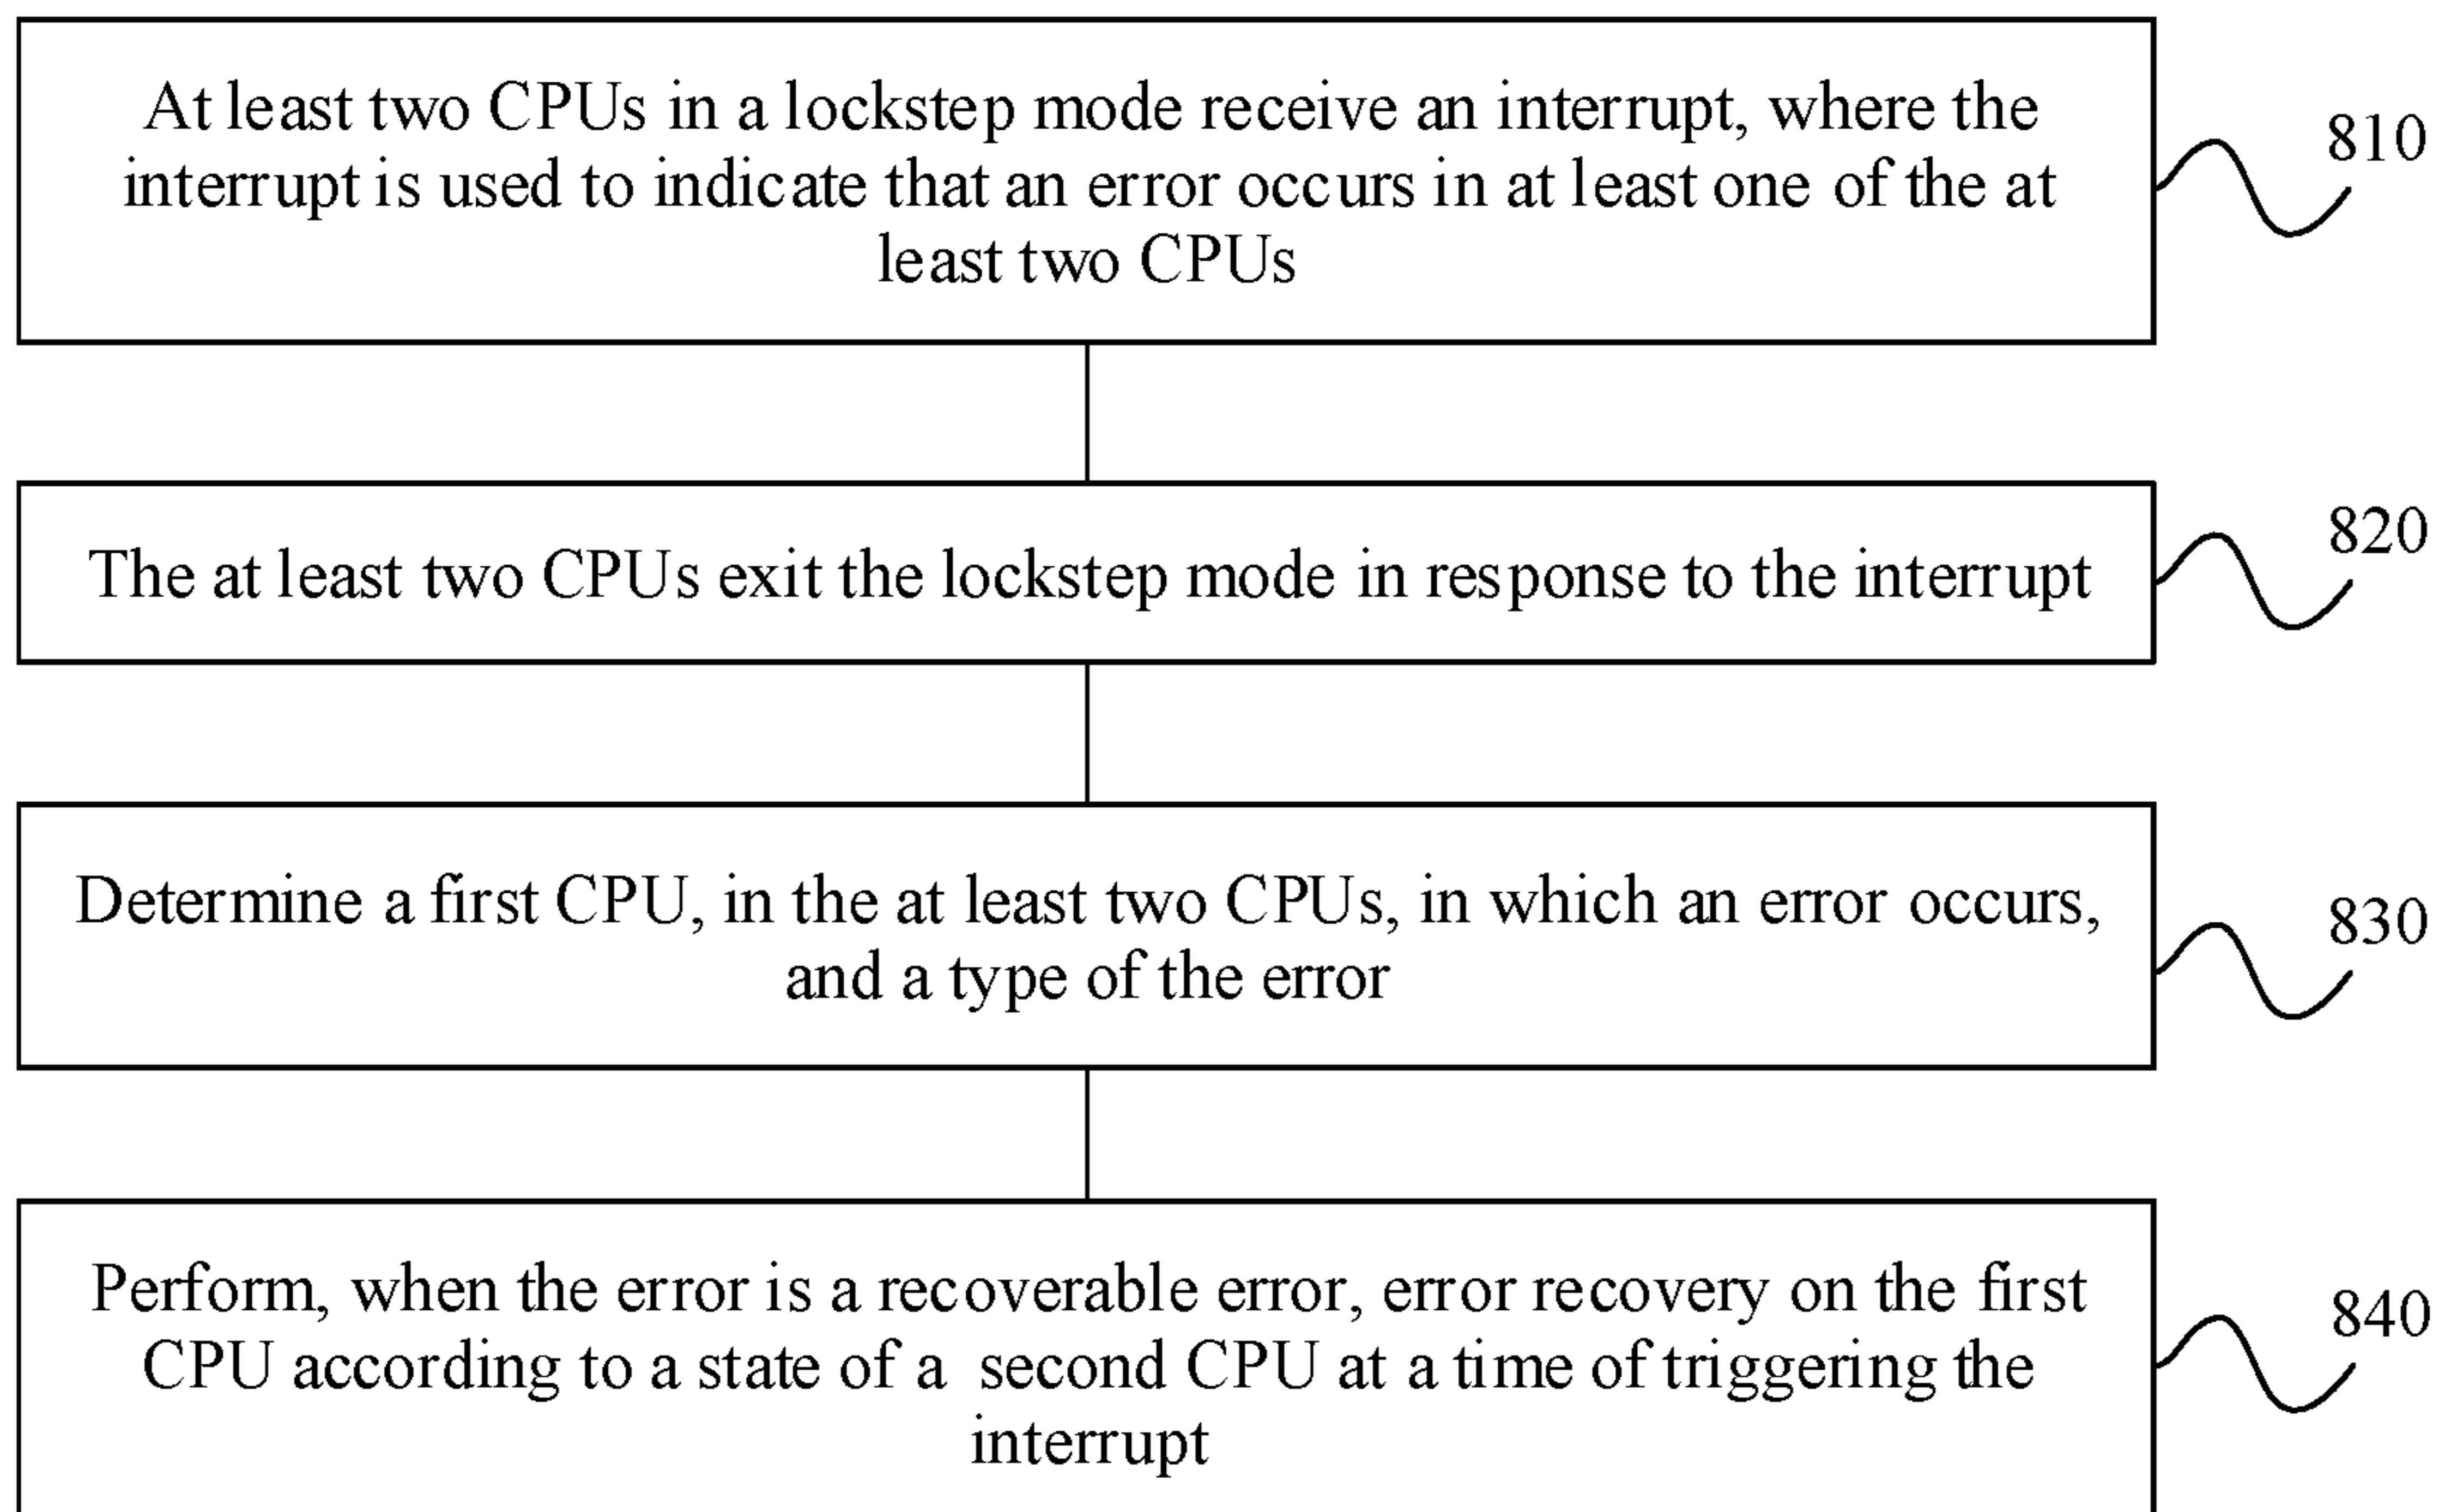 At least two CPUs in a lockstep mode receive an interrupt, where the
interrupt is used to indicate that an error occurs in at least one of the at
least two CPUs
810
The at least two CPUs exit the lockstep mode in response to the interrupt
820
Determine a first CPU, in the at least two CPUs, in which an error occurs,
and a type of the error
830
Perform, when the error is a recoverable error, error recovery on the first
CPU according to a state of a second CPU at a time of triggering the
interrupt
840